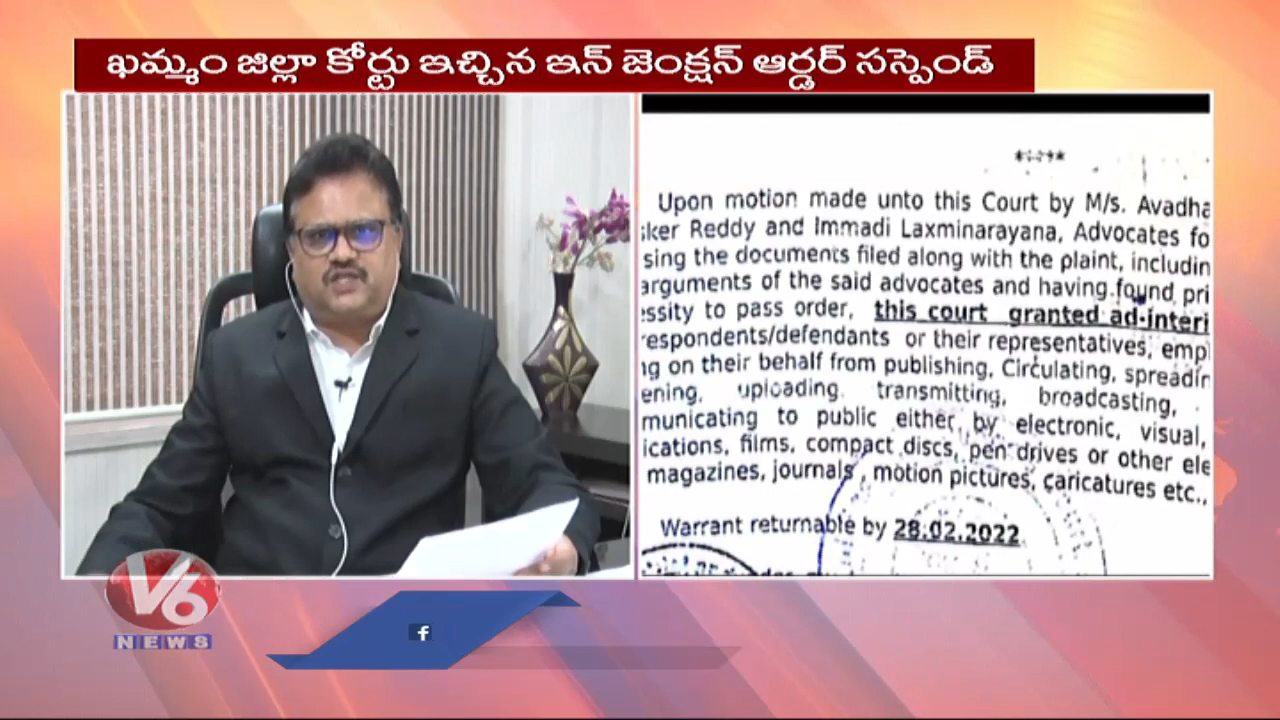 ఖమ్మం జిల్లా కోర్టు ఇచ్చిన ఇన్ జెంక్షన్ ఆర్డర్ సస్పెండ్
Upon motion made unto this Court by M/s. Avadha
sker Reddy and Immadi Laxminarayana, Advocates fo
sing the documents filed along with the plaint, includin
arguments of the said advocates and having found pri
essity to pass order, this court granted ad-interi
respondents/defendants or their representatives, empl
ng on their behalf from publishing, Circulating, spreadin
ening, uploading, transmitting, broadcasting,
municating to public either by electronic, visual,
ications, films, compact discs, pen drives or other ele
magazines, journals, motion pictures, caricatures etc.,
Warrant returnable by 28.02.2022
V6
NEWS
f